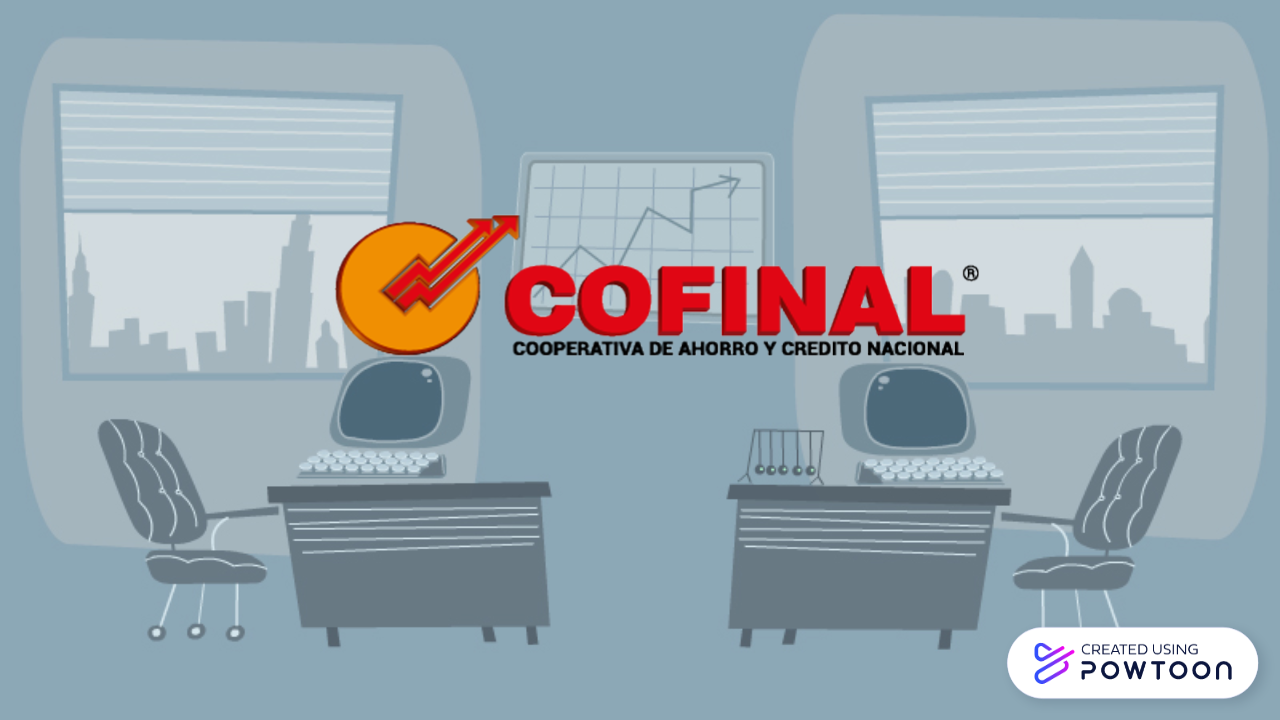 COFINAL®
COOPERATIVA DE AHORRO Y CREDITO NACIONAL
CREATED USING
POWTOON